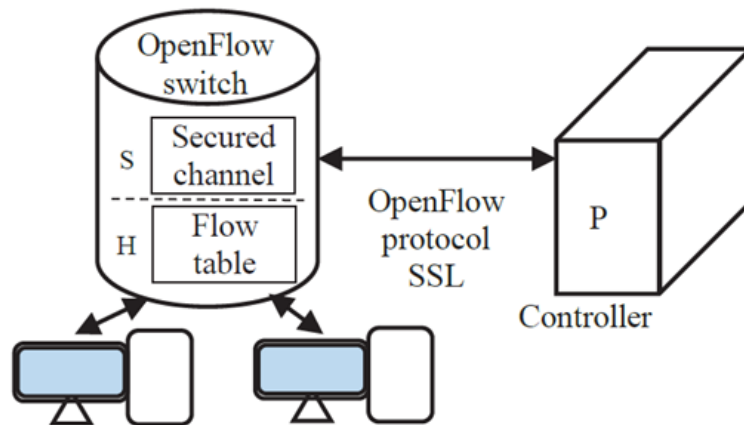 OpenFlow
switch
S
Secured
channel
H
Flow
table
OpenFlow
protocol
SSL
P
Controller